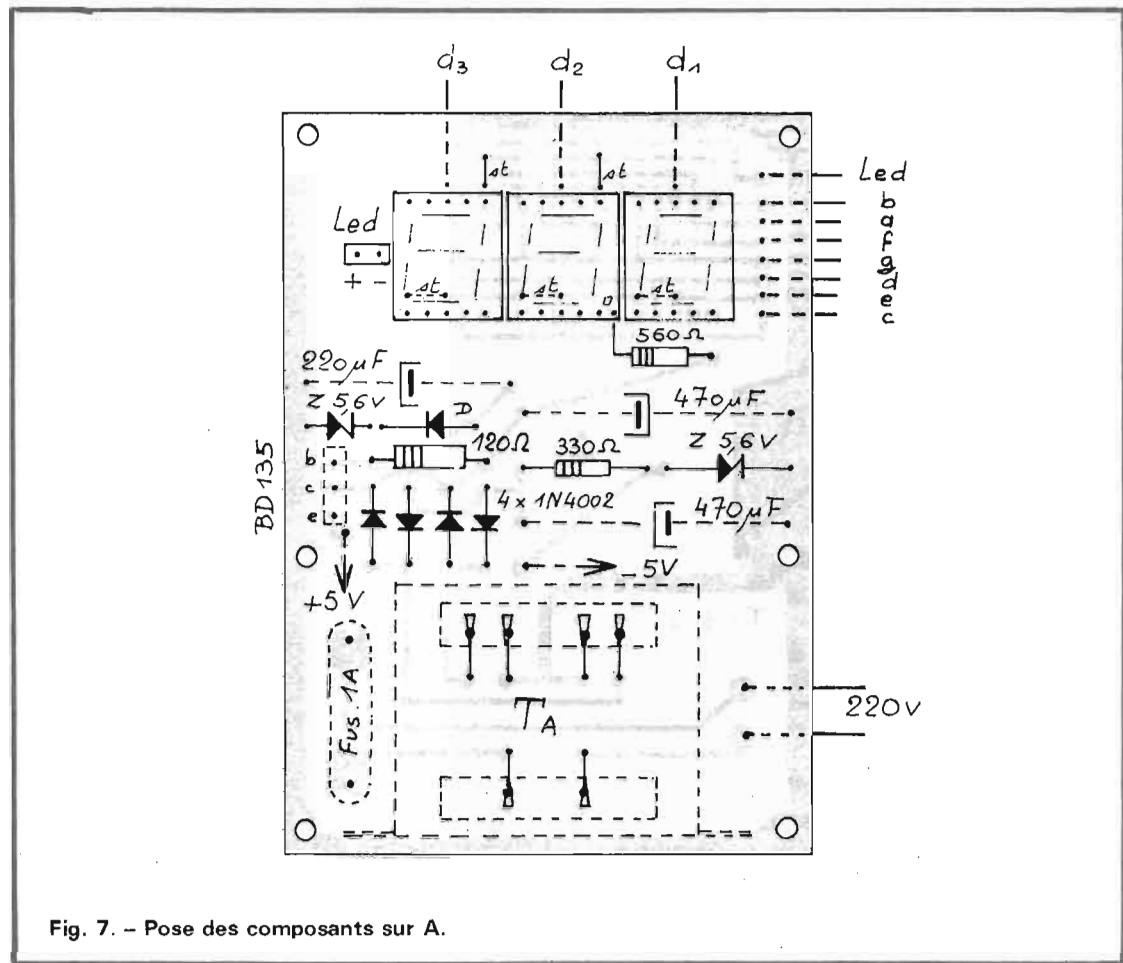 d3 d2 d1
st st
Led
b
a
f
g
d
e
c
Led
+ -
st st st
560Ω
220µF
470µF
Z 5,6V
D
120Ω
330Ω
Z 5,6V
BD135
b
c
e
4 x 1N4002
470µF
-5V
+5V
Fus. 1A
TA
220V
Fig. 7. – Pose des composants sur A.